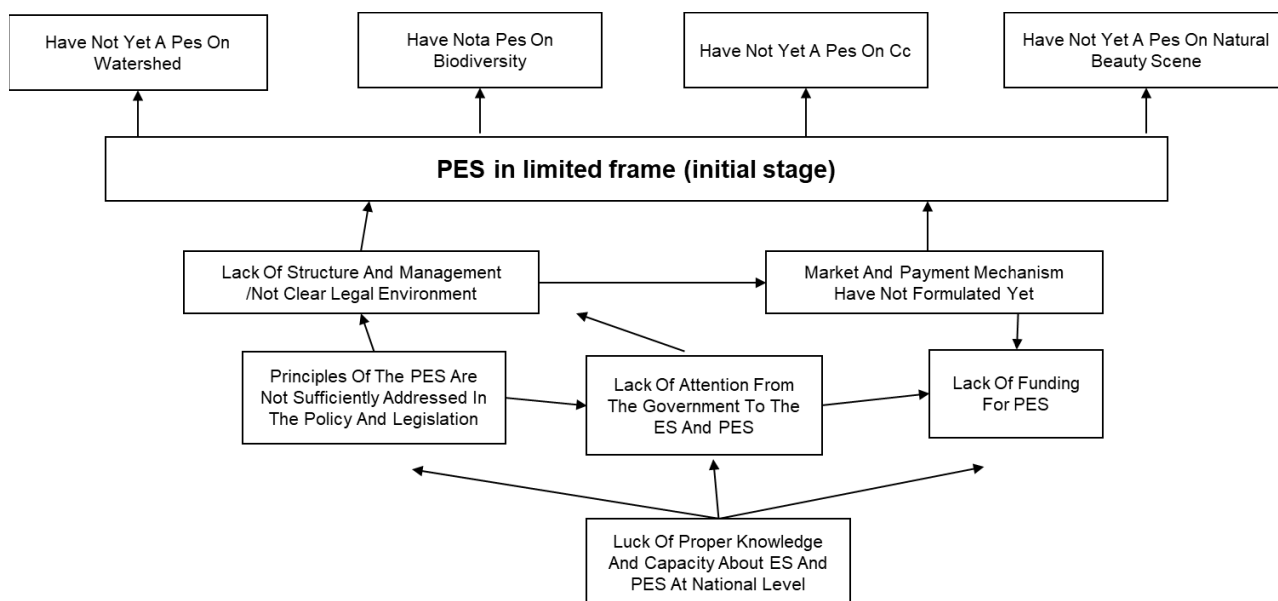 Have Not Yet A Pes On
Watershed
Have Nota Pes On
Biodiversity
Have Not Yet A Pes On Cc
Have Not Yet A Pes On Natural
Beauty Scene
PES in limited frame (initial stage)
Lack Of Structure And Management
/Not Clear Legal Environment
Market And Payment Mechanism
Have Not Formulated Yet
Principles Of The PES Are
Not Sufficiently Addressed In
The Policy And Legislation
Lack Of Attention From
The Government To The
ES And PES
Lack Of Funding
For PES
Luck Of Proper Knowledge
And Capacity About ES And
PES At National Level